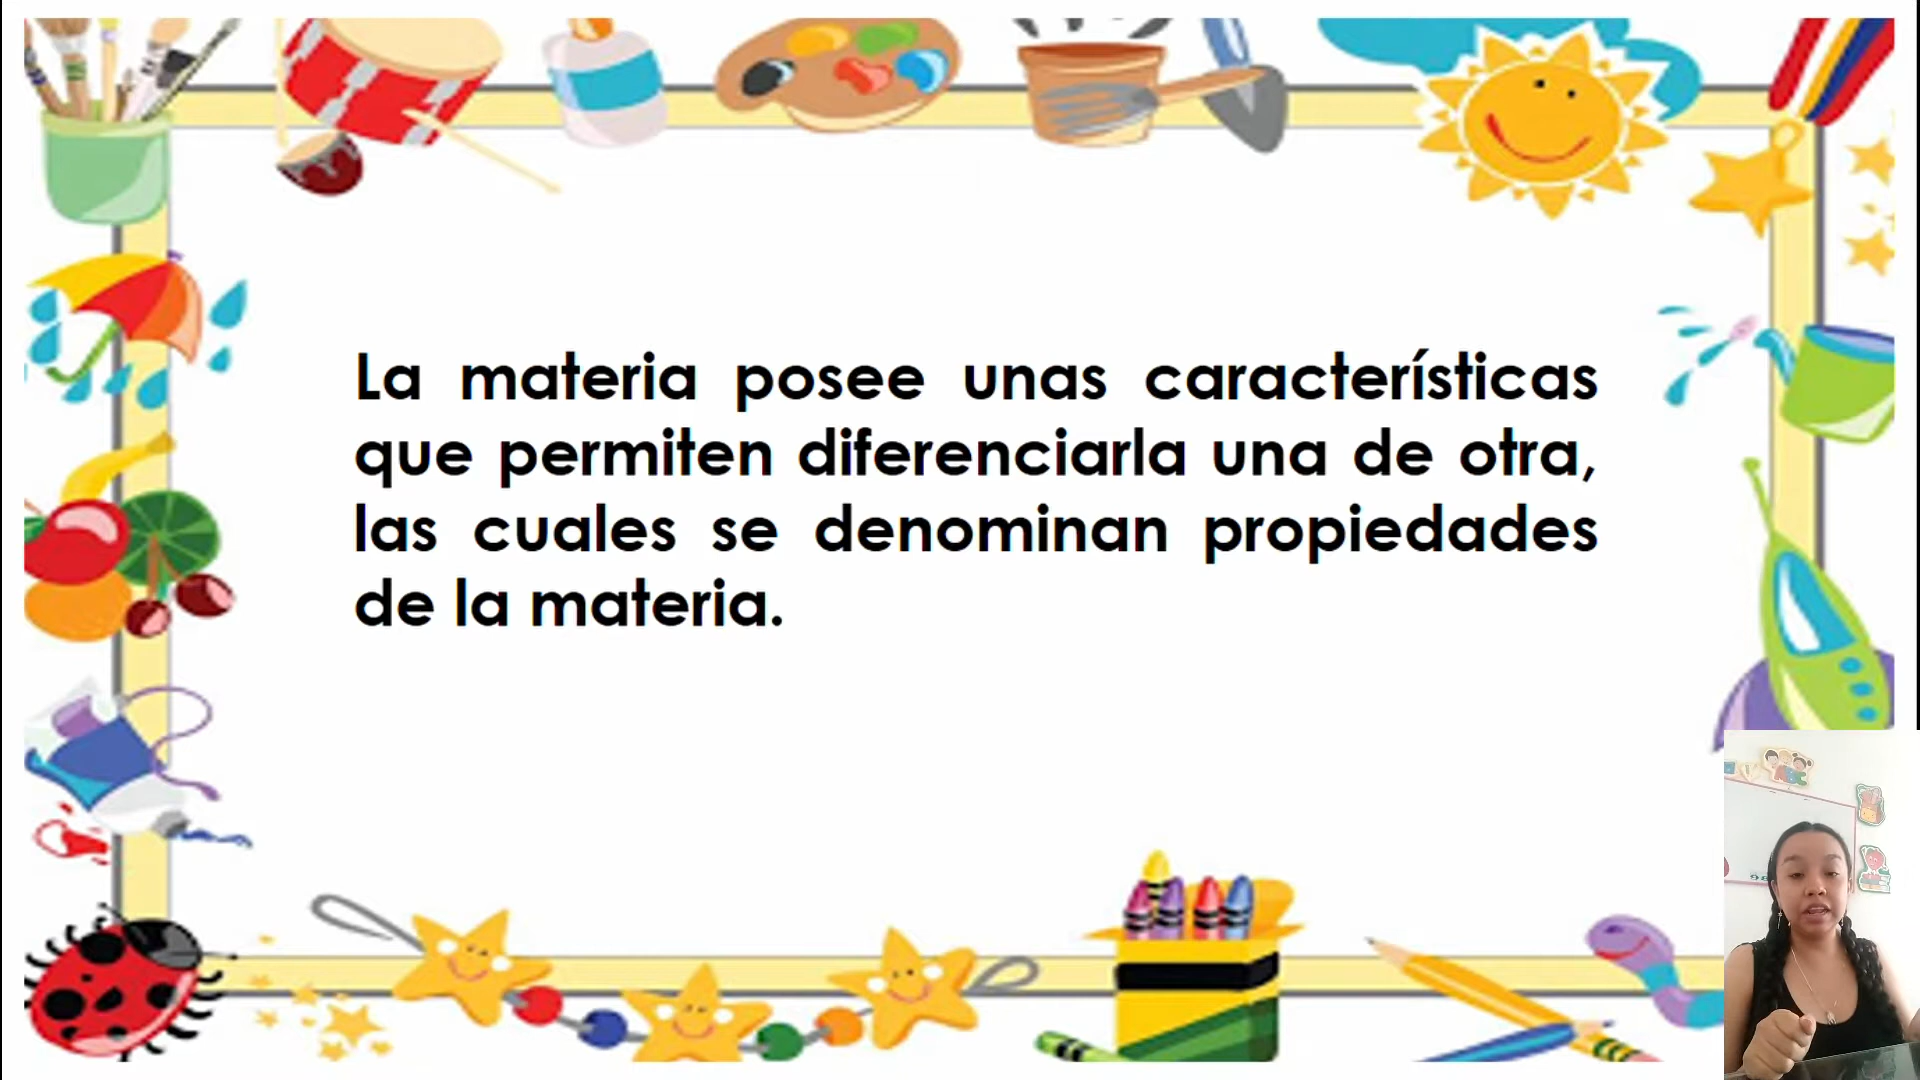 La materia posee unas características
que permiten diferenciarla una de otra,
las cuales se denominan propiedades
de la materia.
ABC